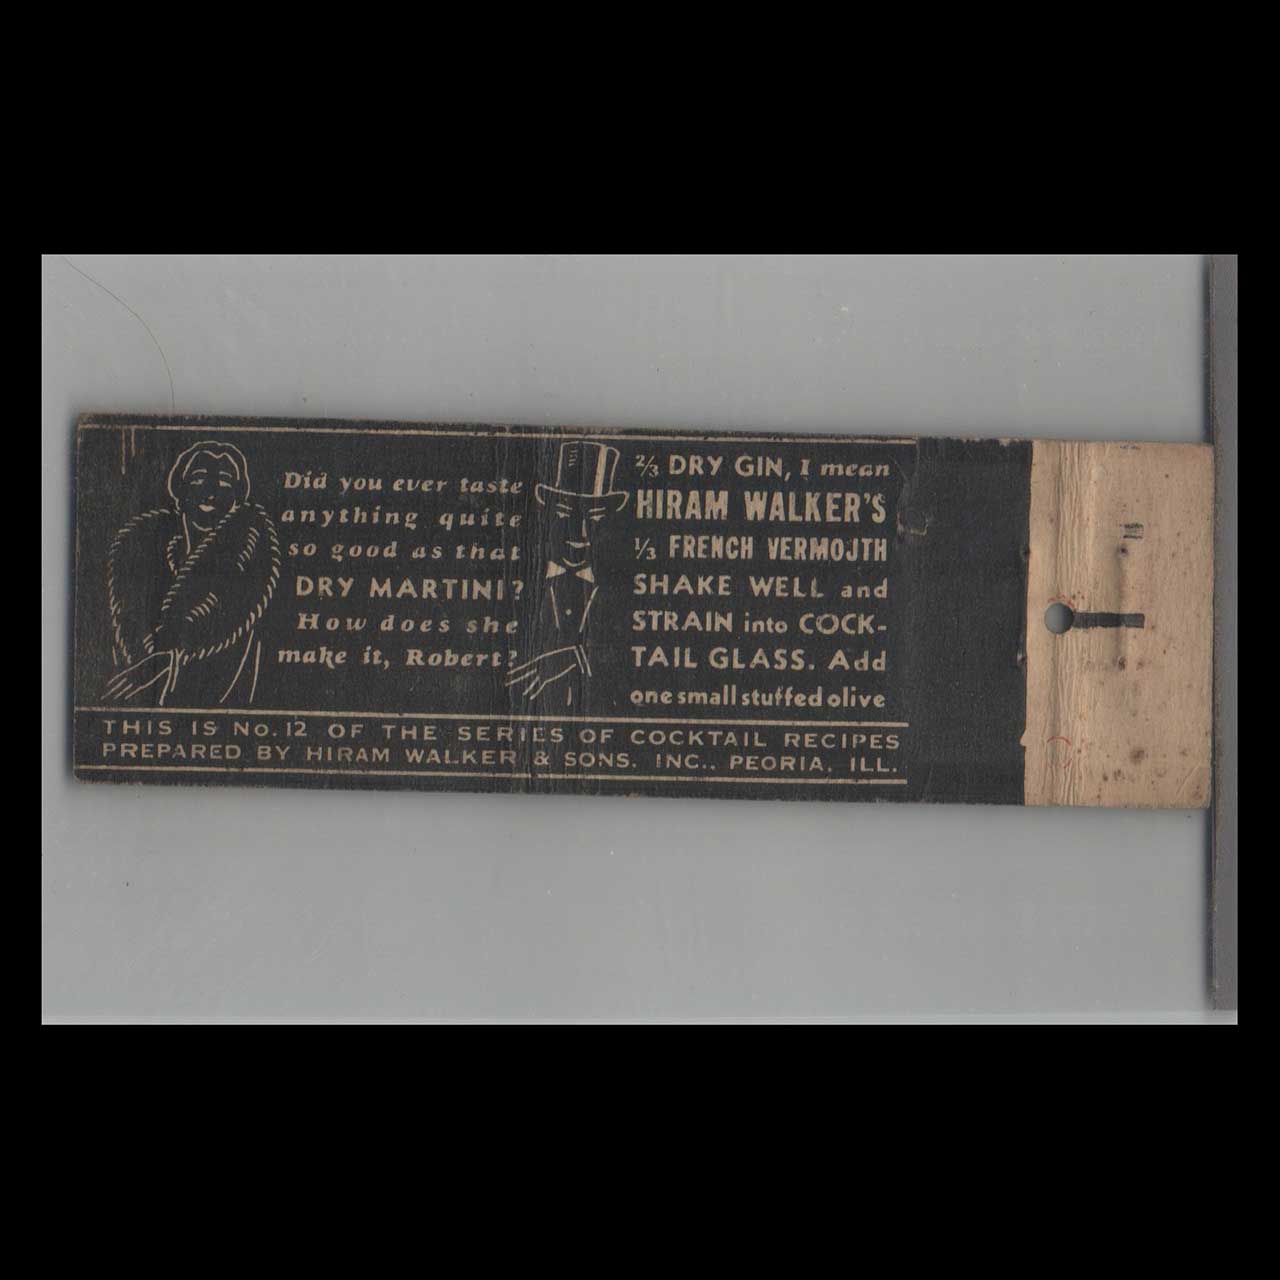 Did you ever taste
anything quite
so good as that
DRY MARTINI?
How does she
make it, Robert?
2/3 DRY GIN, I mean
HIRAM WALKER'S
1/3 FRENCH VERMOUTH
SHAKE WELL and
STRAIN into COCK-
TAIL GLASS. Add
one small stuffed olive
THIS IS No. 12 OF THE SERIES OF COCKTAIL RECIPES
PREPARED BY HIRAM WALKER & SONS. INC., PEORIA, ILL.